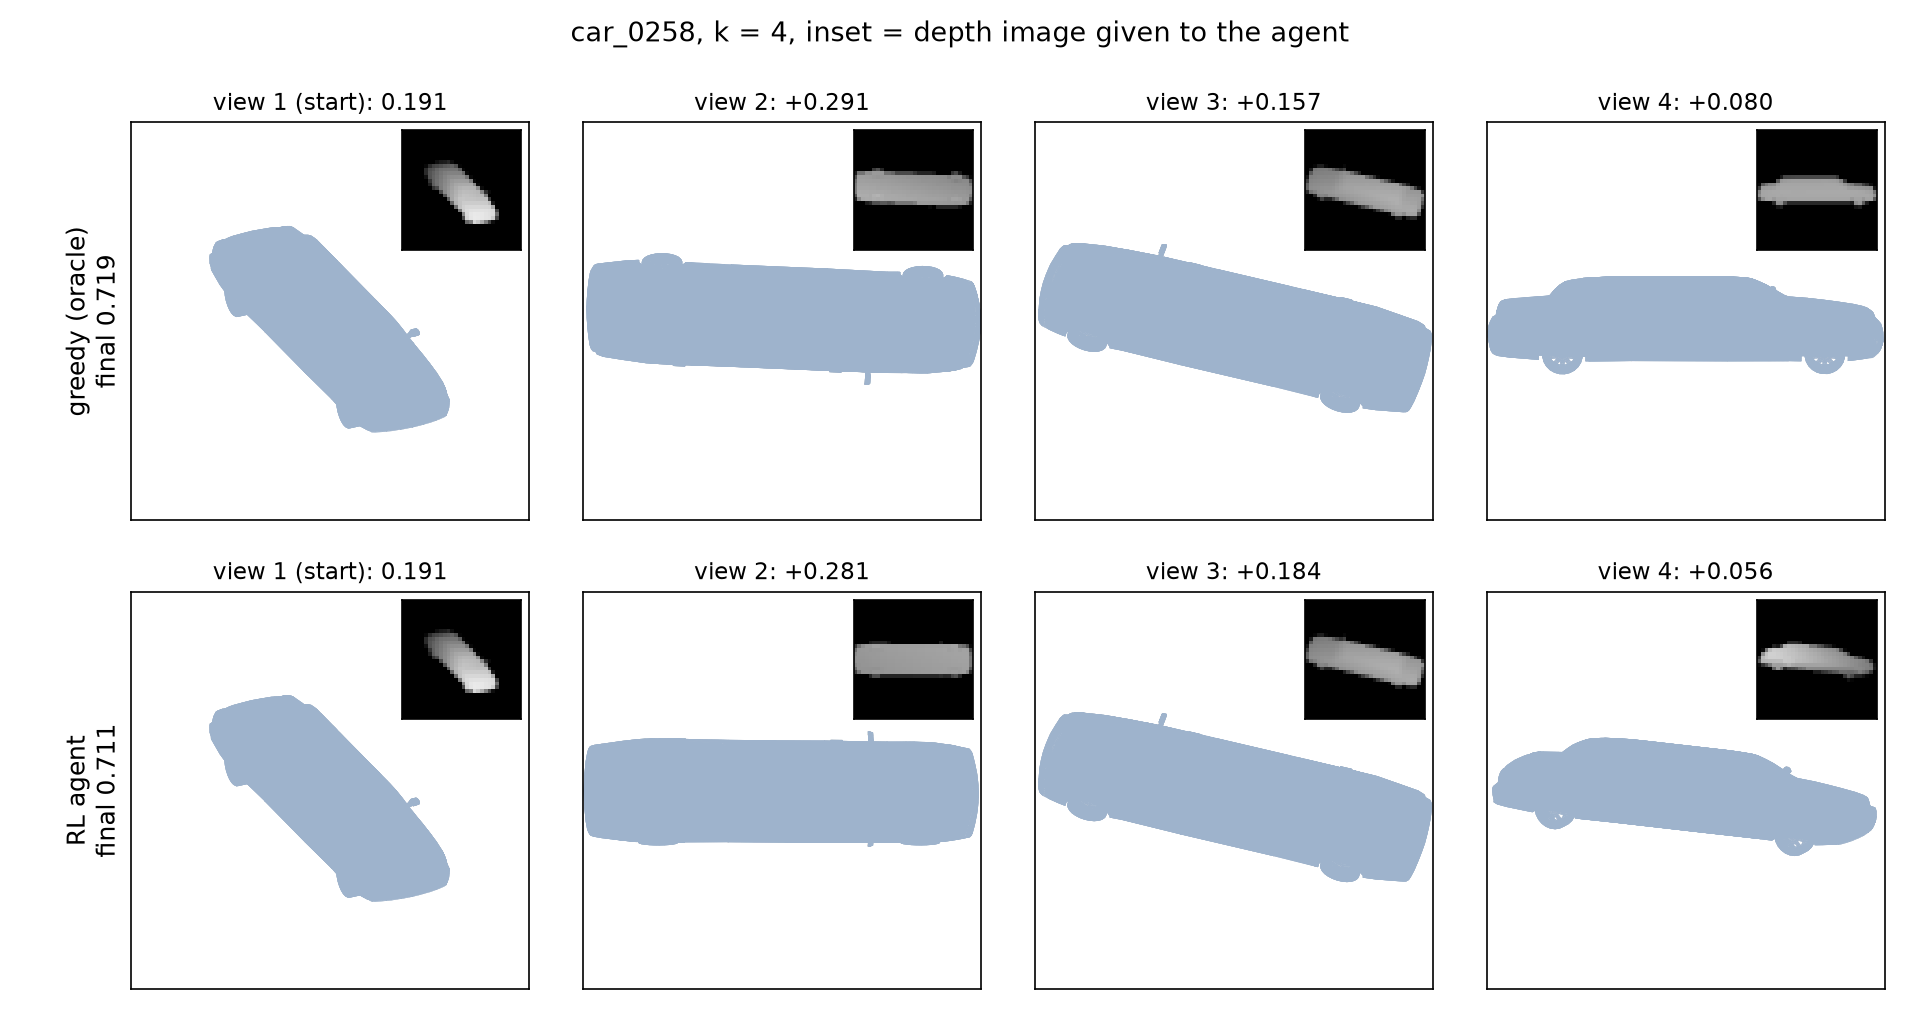 car_0258, k = 4, inset = depth image given to the agent
view 1 (start): 0.191
view 2: +0.291
view 3: +0.157
view 4: +0.080
greedy (oracle)
final 0.719
view 1 (start): 0.191
view 2: +0.281
view 3: +0.184
view 4: +0.056
RL agent
final 0.711